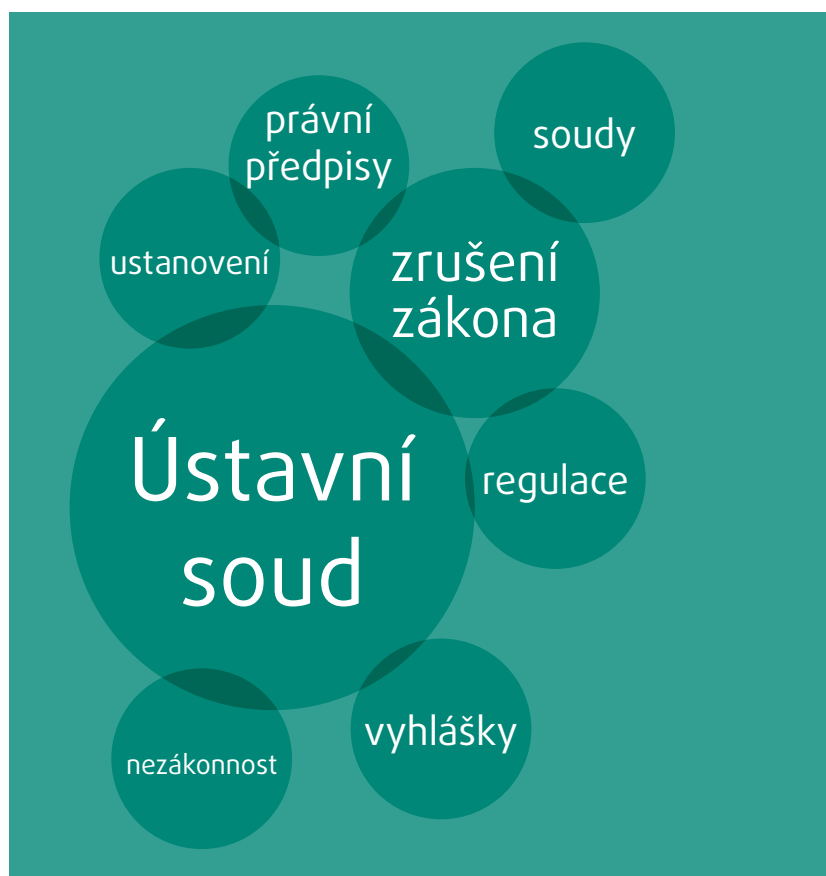 právní
předpisy
soudy
ustanovení
zrušení
zákona
Ústavní
soud
regulace
vyhlášky
nezákonnost